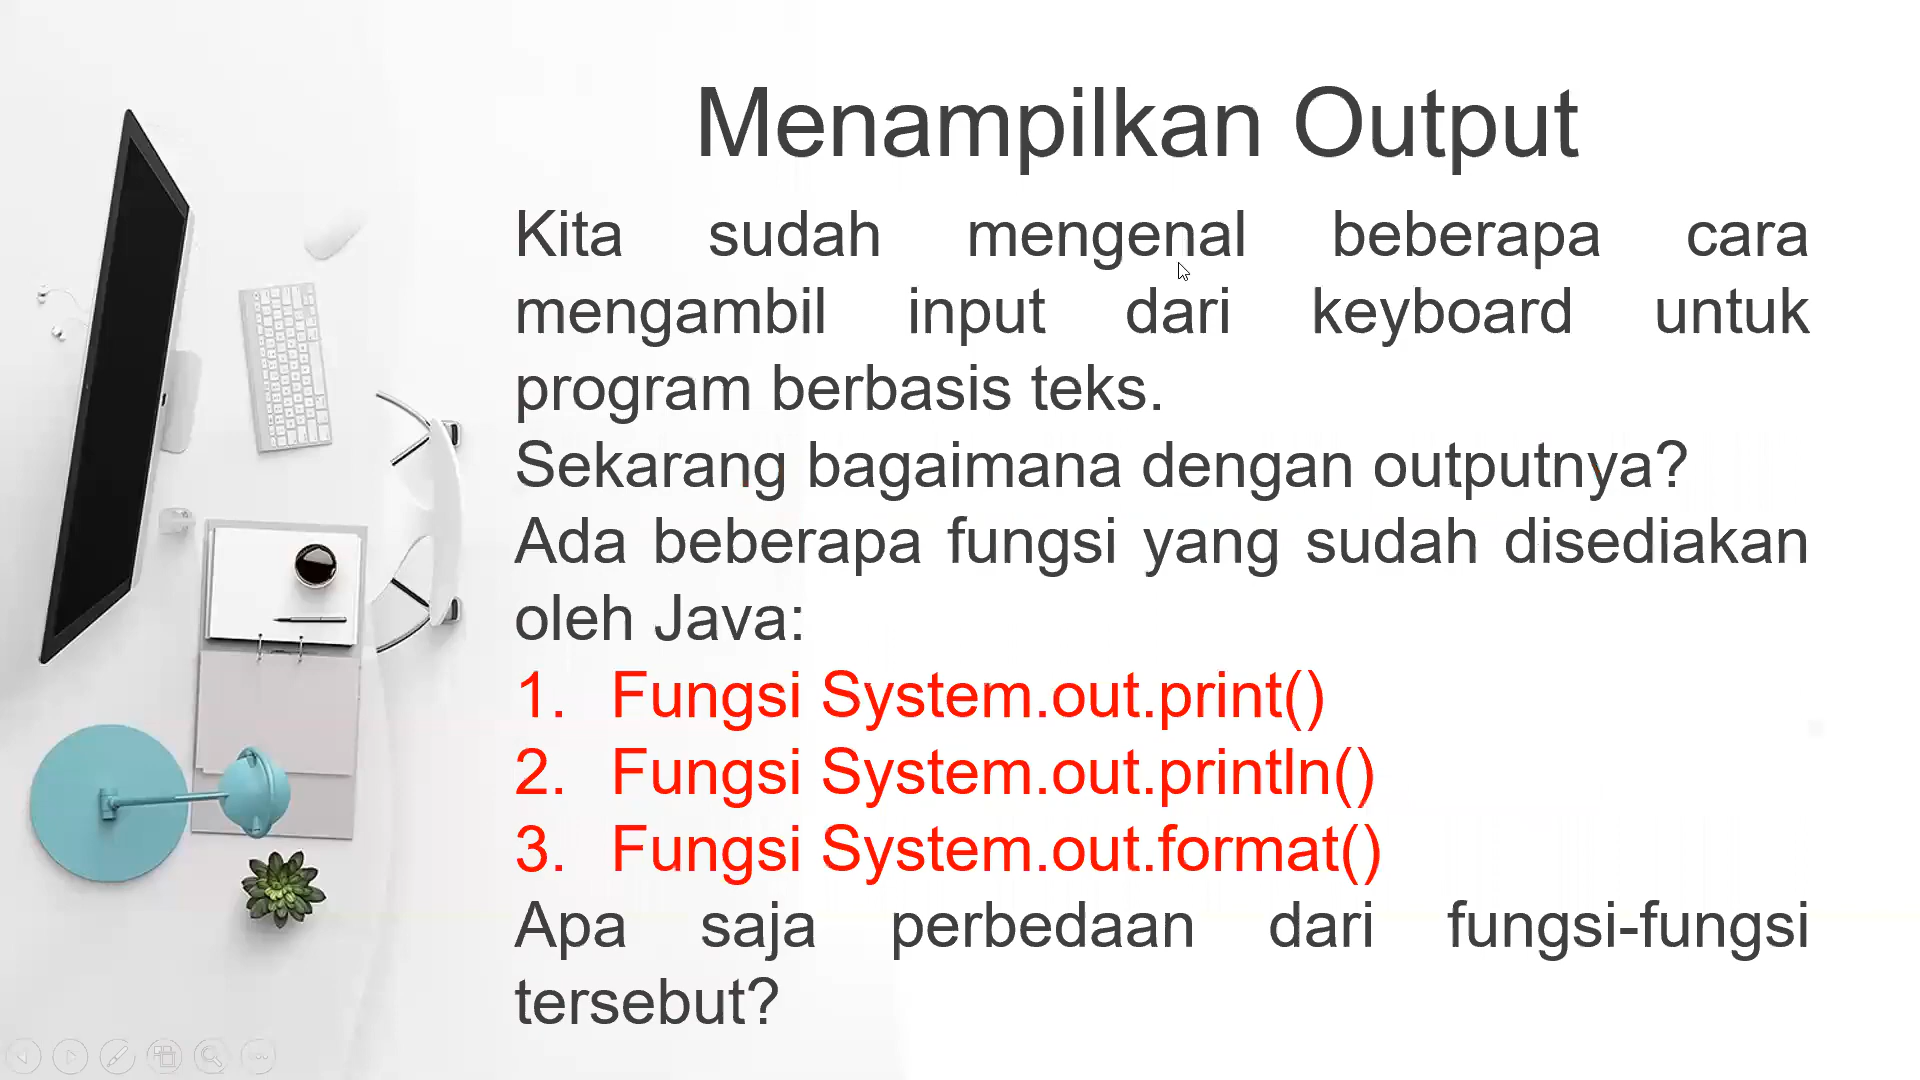 Menampilkan Output
Kita sudah mengenal beberapa cara
mengambil input dari keyboard untuk
program berbasis teks.
Sekarang bagaimana dengan outputnya?
Ada beberapa fungsi yang sudah disediakan
oleh Java:
1. Fungsi System.out.print()
2. Fungsi System.out.println()
3. Fungsi System.out.format()
Apa saja perbedaan dari fungsi-fungsi
tersebut?